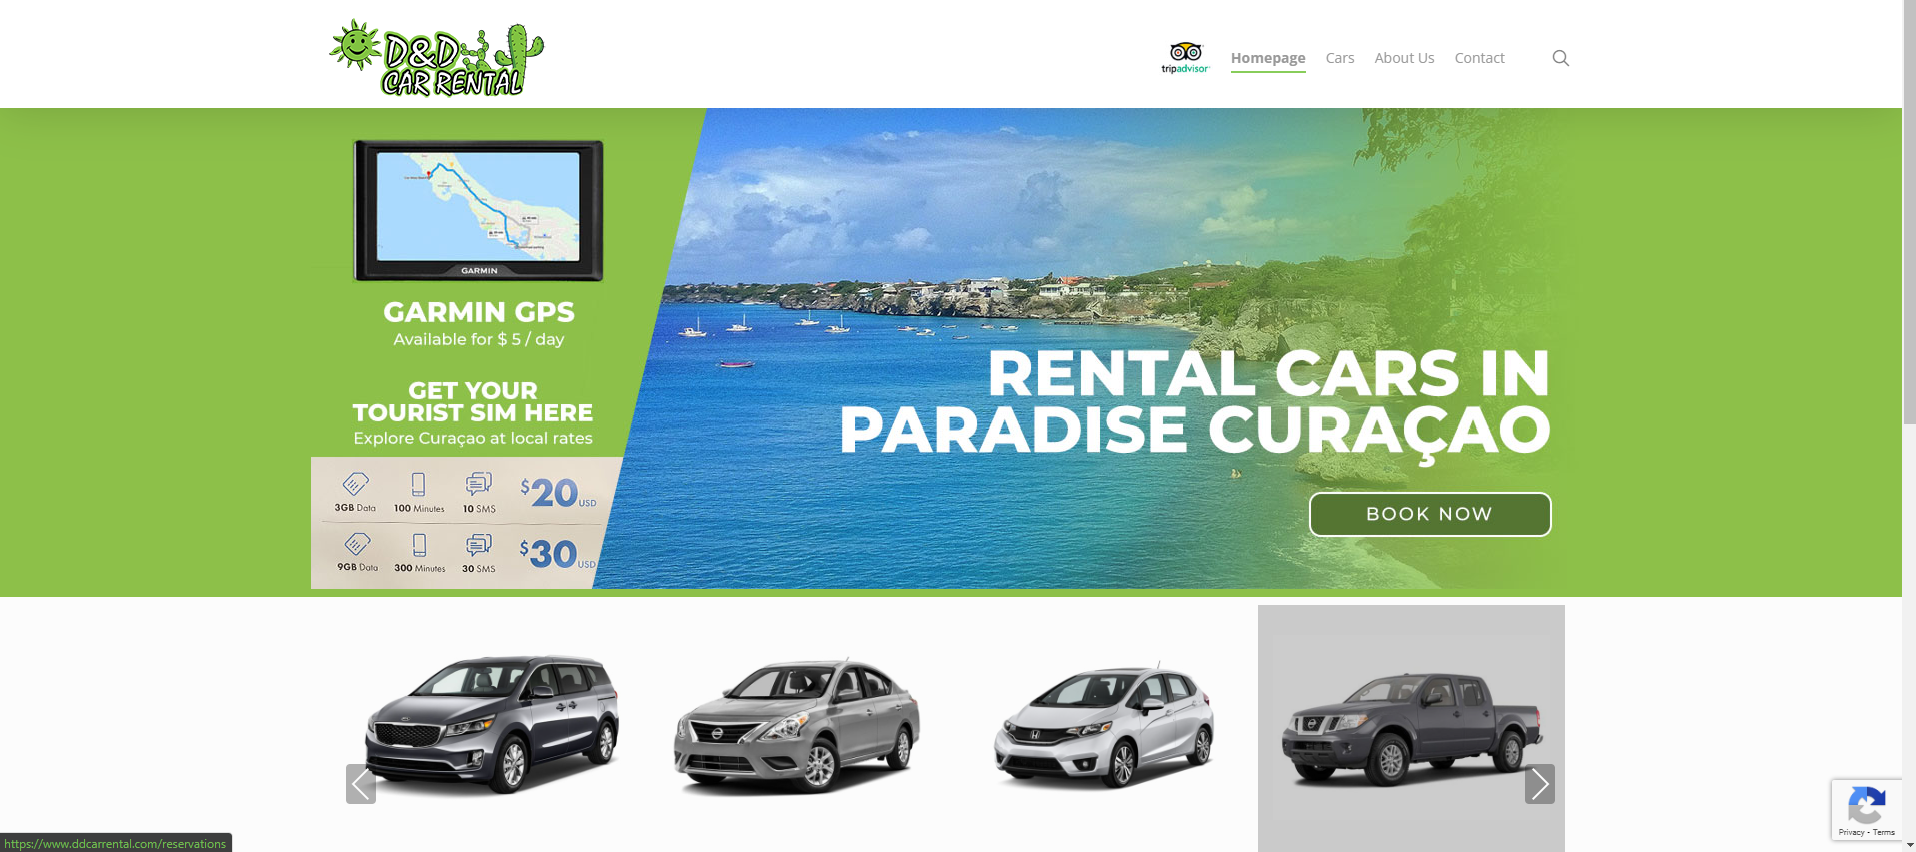 D&D
CAR RENTAL
tripadvisor
Homepage
Cars
About Us
Contact
GARMIN
GARMIN GPS
Available for $ 5 / day
GET YOUR
TOURIST SIM HERE
Explore Curaçao at local rates
3GB Data
100 Minutes
10 SMS
$20 USD
9GB Data
300 Minutes
30 SMS
$30 USD
RENTAL CARS IN
PARADISE CURAÇAO
BOOK NOW
Privacy - Terms
https://www.ddcarrental.com/reservations